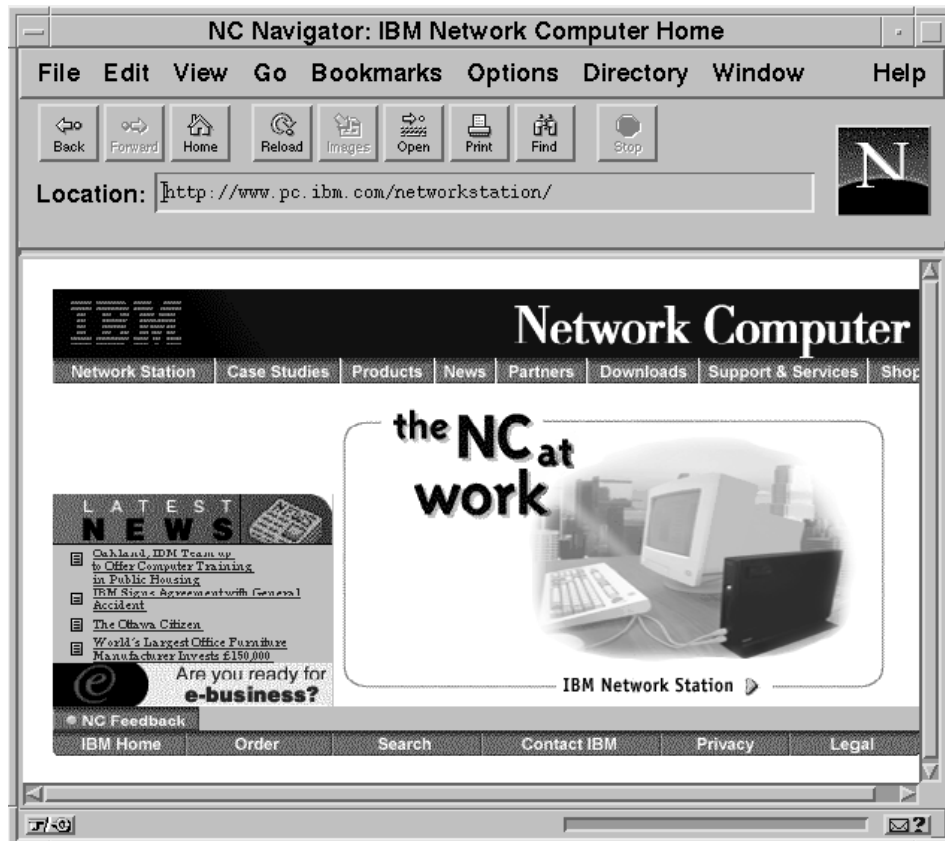 NC Navigator: IBM Network Computer Home
File Edit View Go Bookmarks Options Directory Window Help
Back Forward Home Reload Images Open Print Find Stop
N
Location: http://www.pc.ibm.com/networkstation/
IBM Network Computer
Network Station Case Studies Products News Partners Downloads Support & Services Shop
the NC at
work
LATEST
NEWS
Oakland, IBM Team up
to Offer Computer Training
in Public Housing
IBM Signs Agreement with General
Accident
The Ottawa Citizen
World's Largest Office Furniture
Manufacturer Invests £150,000
e Are you ready for
e-business?
IBM Network Station
NC Feedback
IBM Home Order Search Contact IBM Privacy Legal
?